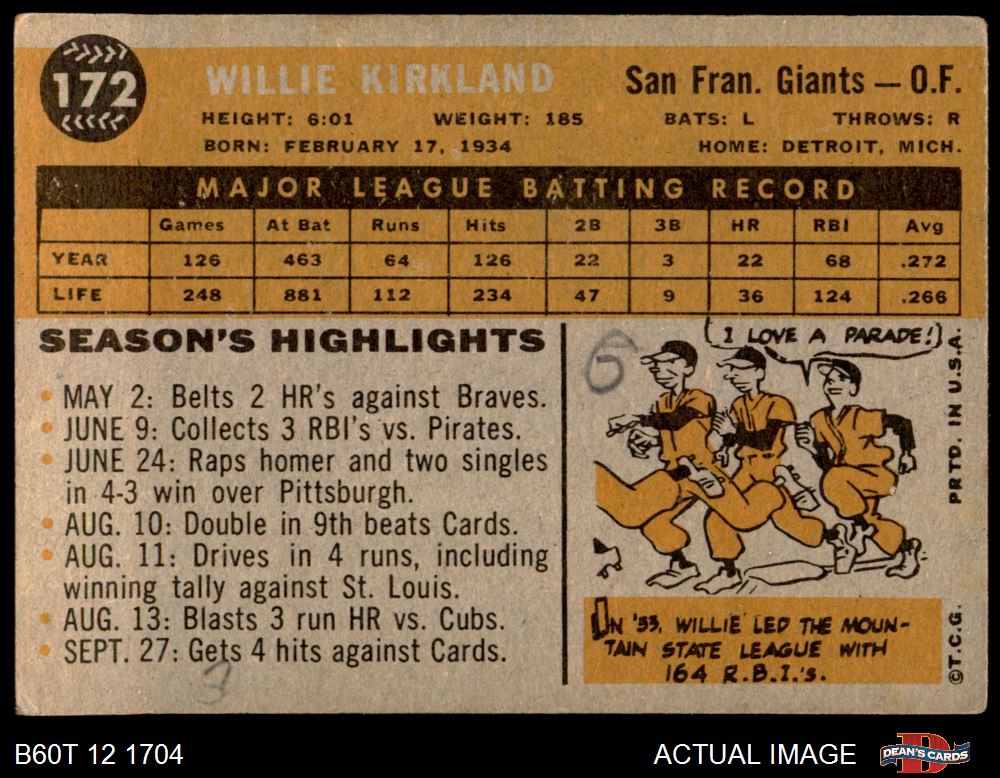 172
WILLIE KIRKLAND
San Fran. Giants — O.F.
HEIGHT: 6:01 WEIGHT: 185 BATS: L THROWS: R
BORN: FEBRUARY 17, 1934 HOME: DETROIT, MICH.
MAJOR LEAGUE BATTING RECORD
Games At Bat Runs Hits 2B 3B HR RBI Avg
YEAR 126 463 64 126 22 3 22 68 .272
LIFE 248 881 112 234 47 9 36 124 .266
SEASON'S HIGHLIGHTS
• MAY 2: Belts 2 HR's against Braves.
• JUNE 9: Collects 3 RBI's vs. Pirates.
• JUNE 24: Raps homer and two singles
in 4-3 win over Pittsburgh.
• AUG. 10: Double in 9th beats Cards.
• AUG. 11: Drives in 4 runs, including
winning tally against St. Louis.
• AUG. 13: Blasts 3 run HR vs. Cubs.
• SEPT. 27: Gets 4 hits against Cards.
I LOVE A PARADE!
IN '53, WILLIE LED THE MOUN-
TAIN STATE LEAGUE WITH
164 R.B.I.'s.
PRTD. IN U.S.A.
©T.C.G.
B60T 12 1704
ACTUAL IMAGE
DEAN'S CARDS